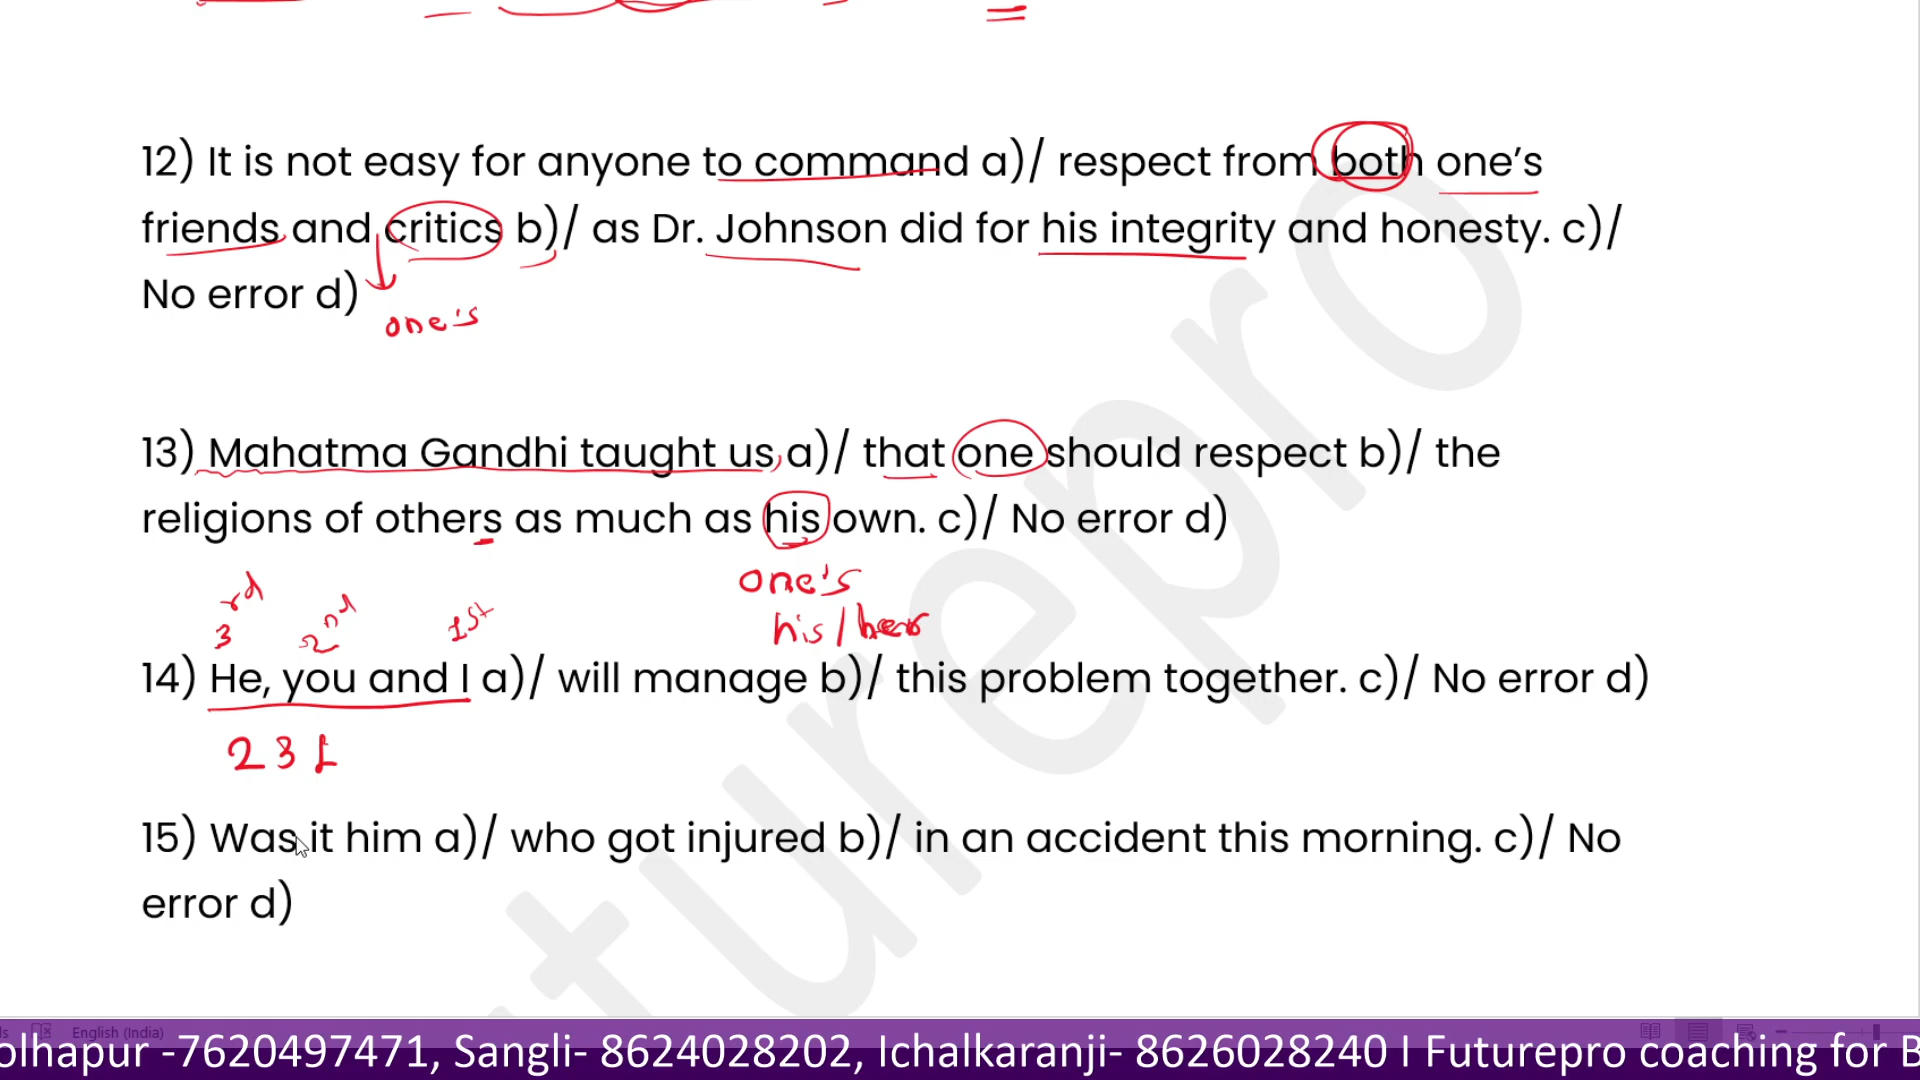 12) It is not easy for anyone to command a)/ respect from both one's
friends and critics b)/ as Dr. Johnson did for his integrity and honesty. c)/
No error d)
one's
13) Mahatma Gandhi taught us a)/ that one should respect b)/ the
religions of others as much as his own. c)/ No error d)
one's
his/her
3rd 2nd 1st
14) He, you and I a)/ will manage b)/ this problem together. c)/ No error d)
2 3 1
15) Was it him a)/ who got injured b)/ in an accident this morning. c)/ No
error d)
futurepro
English (India)
olhapur -7620497471, Sangli- 8624028202, Ichalkaranji- 8626028240 I Futurepro coaching for B